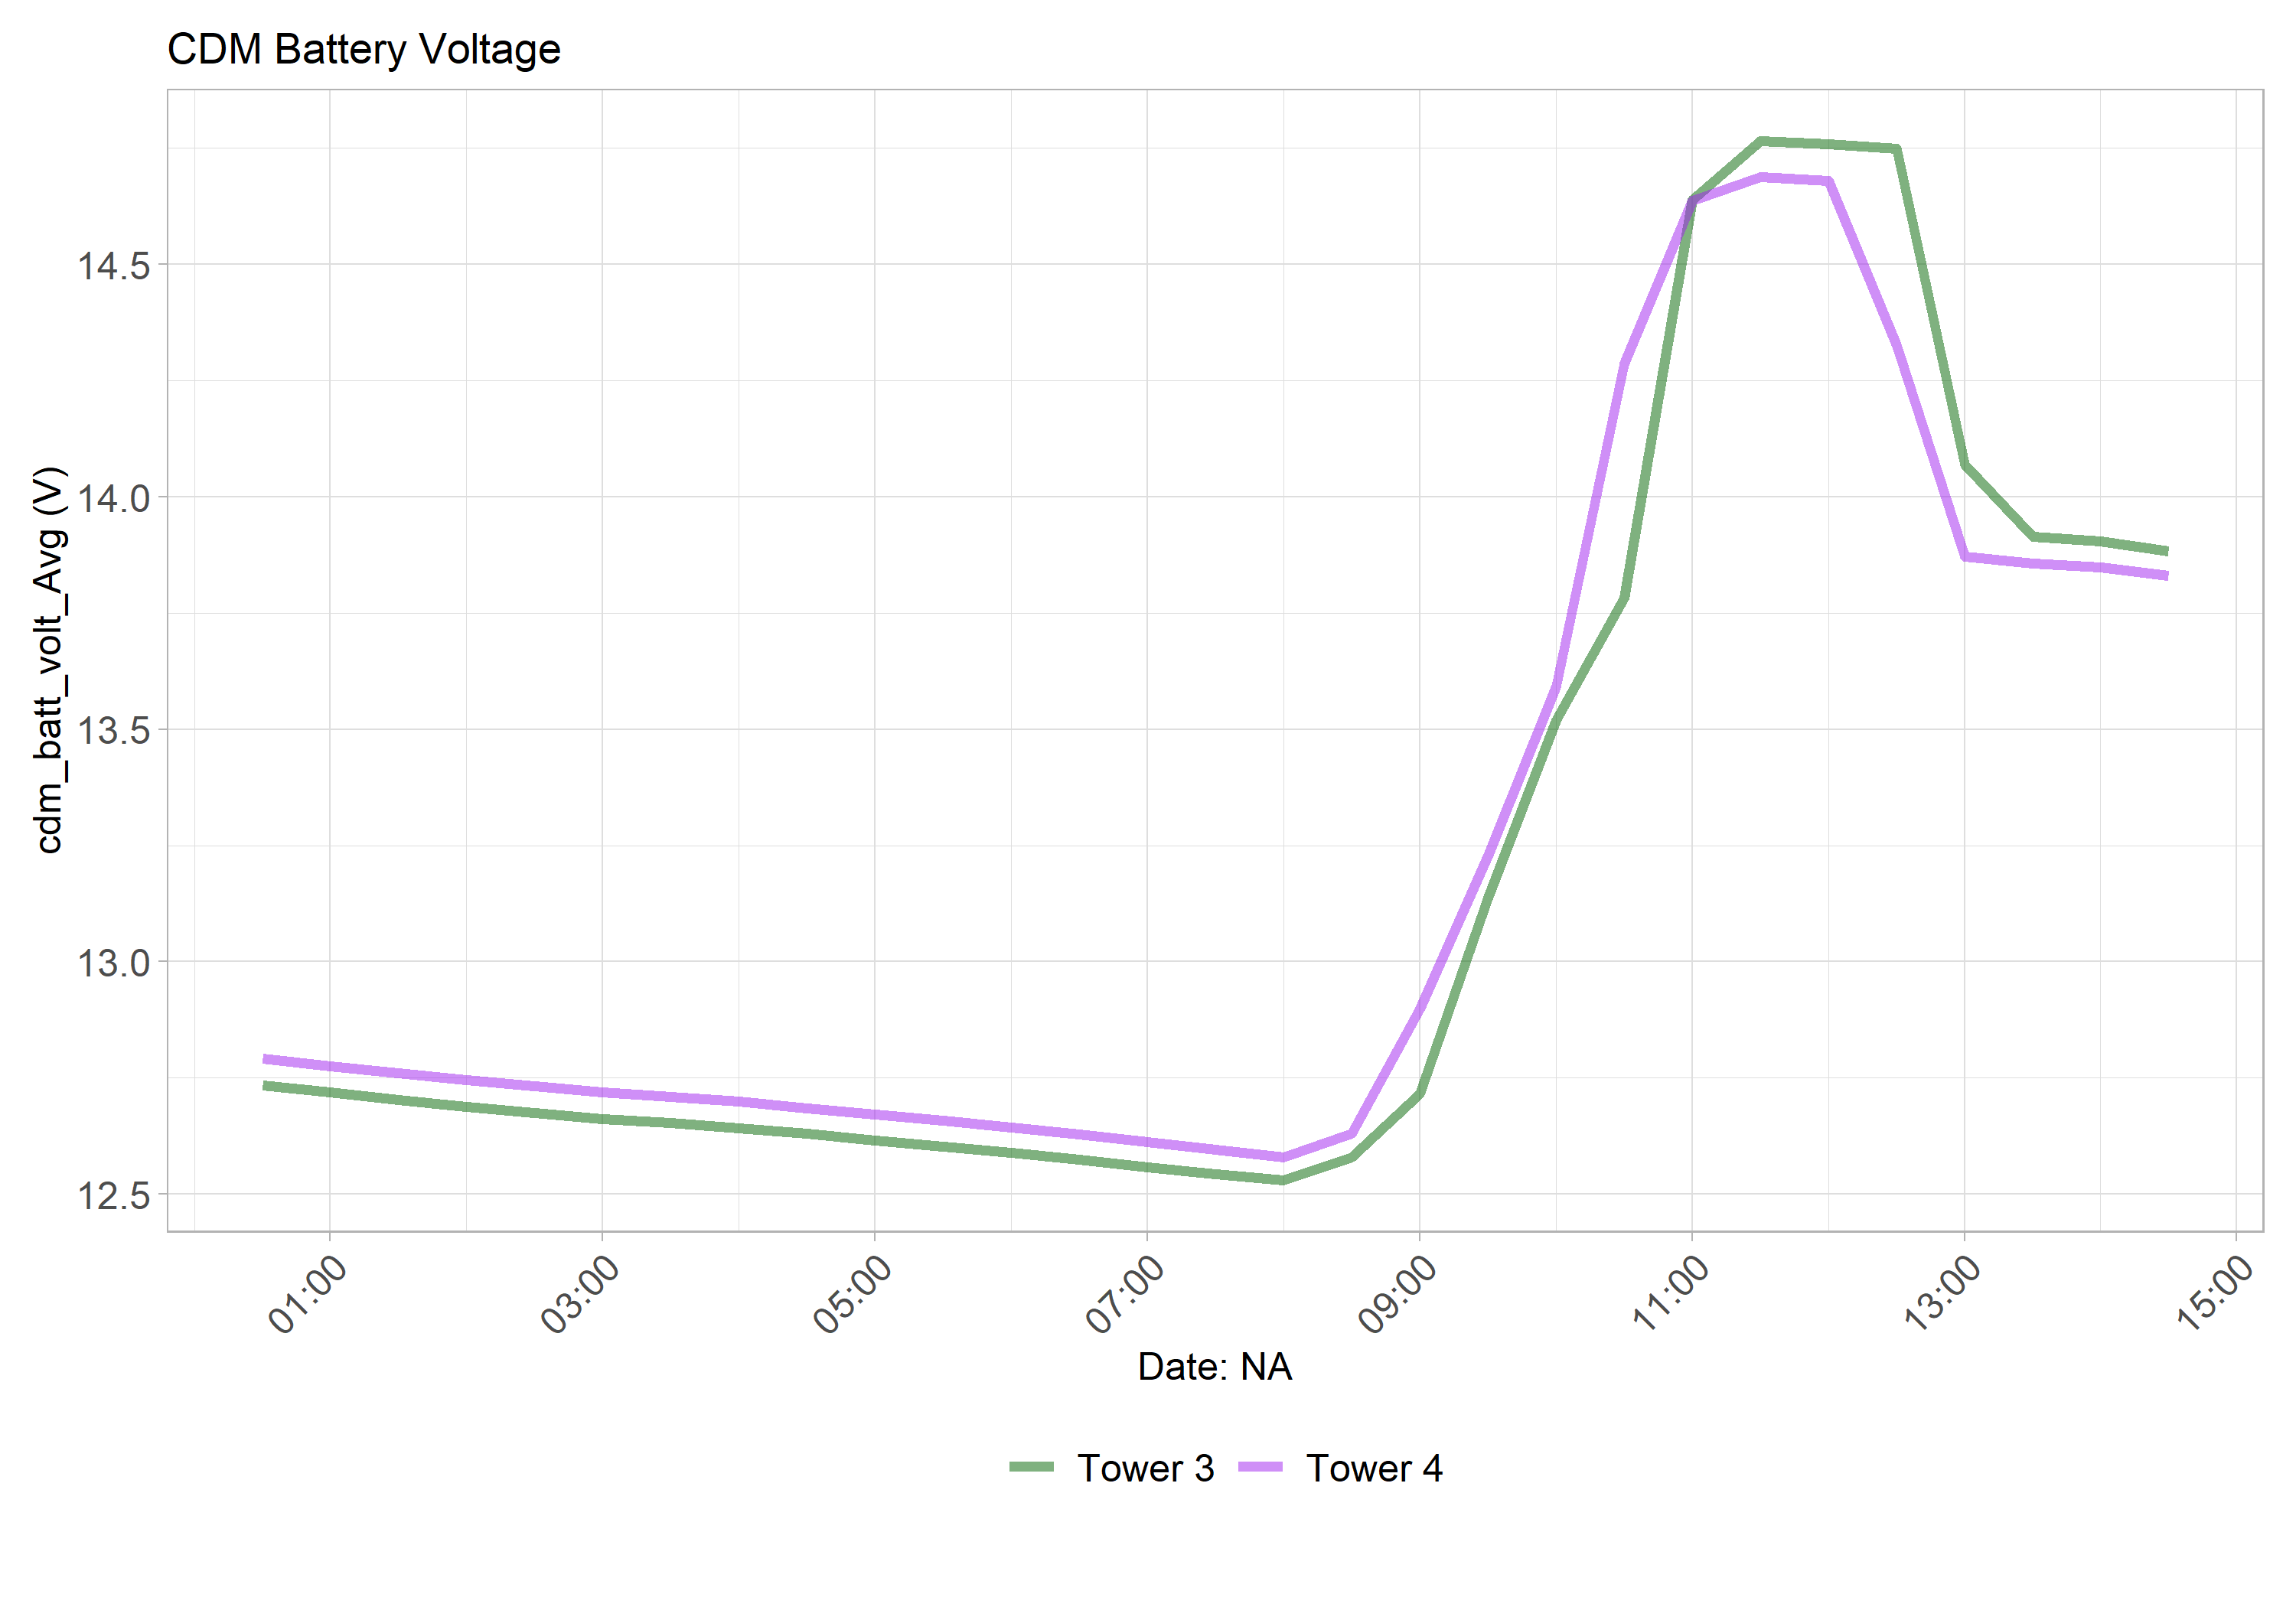 CDM Battery Voltage
cdm_batt_volt_Avg (V)
14.5
14.0
13.5
13.0
12.5
01:00
03:00
05:00
07:00
09:00
11:00
13:00
15:00
Date: NA
Tower 3
Tower 4